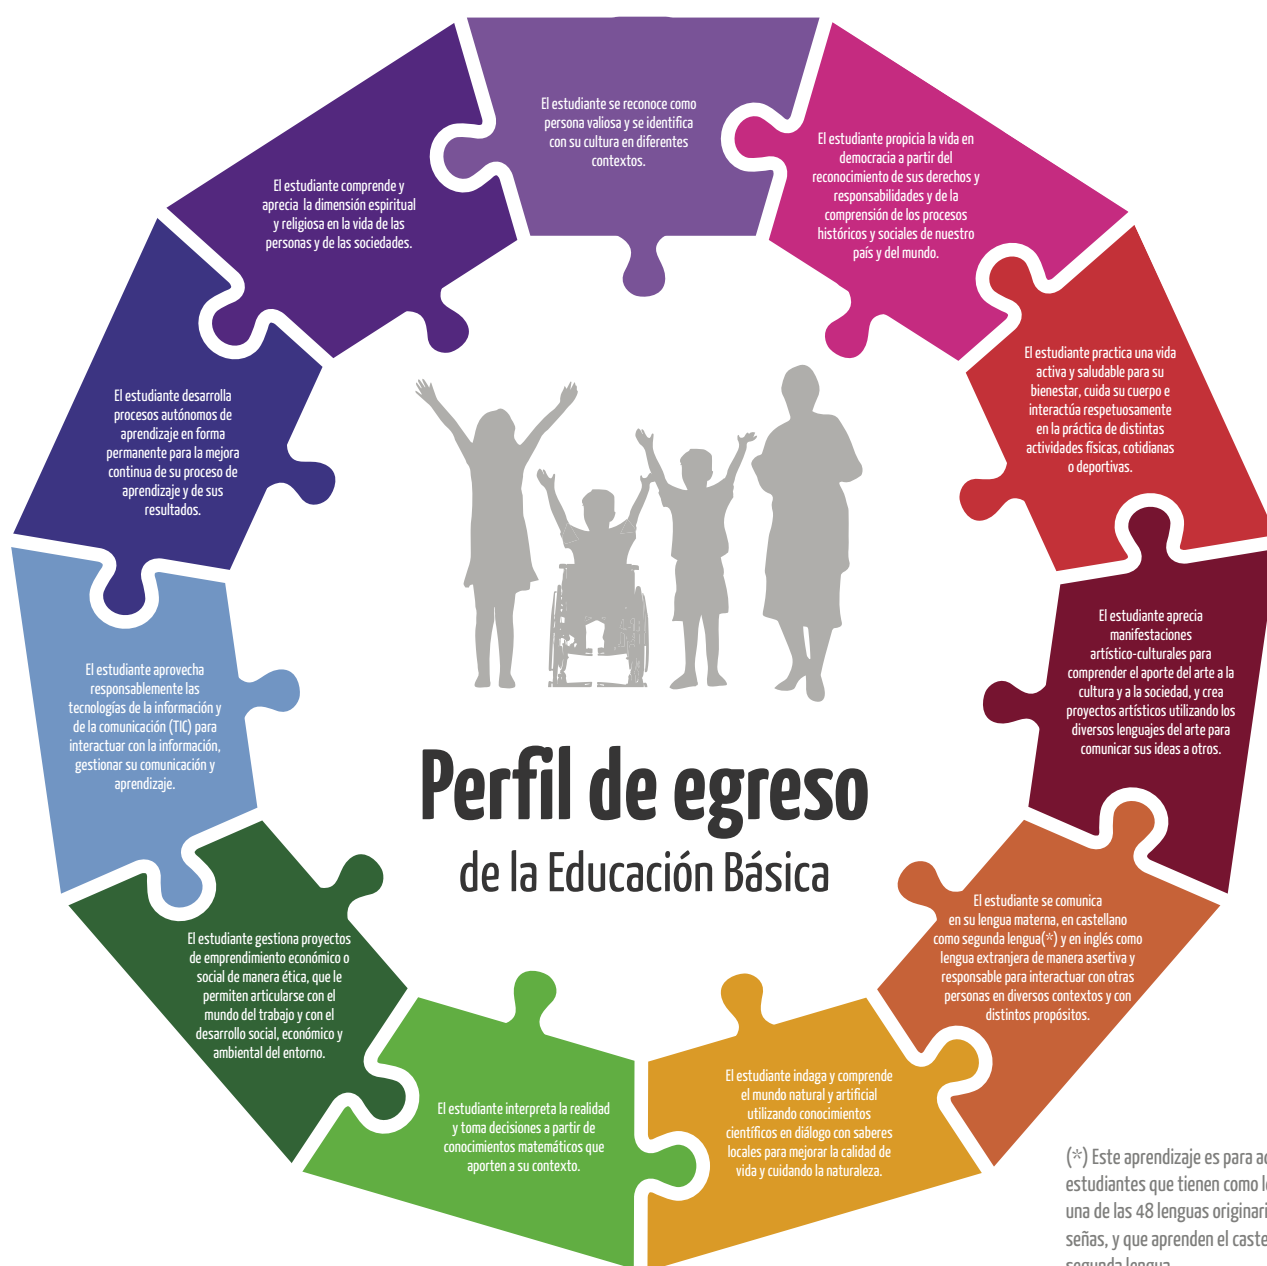 El estudiante se reconoce como
persona valiosa y se identifica
con su cultura en diferentes
contextos.
El estudiante propicia la vida en
democracia a partir del
reconocimiento de sus derechos y
responsabilidades y de la
comprensión de los procesos
históricos y sociales de nuestro
país y del mundo.
El estudiante practica una vida
activa y saludable para su
bienestar, cuida su cuerpo e
interactúa respetuosamente
en la práctica de distintas
actividades físicas, cotidianas
o deportivas.
El estudiante aprecia
manifestaciones
artístico-culturales para
comprender el aporte del arte a la
cultura y a la sociedad, y crea
proyectos artísticos utilizando los
diversos lenguajes del arte para
comunicar sus ideas a otros.
El estudiante se comunica
en su lengua materna, en castellano
como segunda lengua(*) y en inglés como
lengua extranjera de manera asertiva y
responsable para interactuar con otras
personas en diversos contextos y con
distintos propósitos.
El estudiante indaga y comprende
el mundo natural y artificial
utilizando conocimientos
científicos en diálogo con saberes
locales para mejorar la calidad de
vida y cuidando la naturaleza.
El estudiante interpreta la realidad
y toma decisiones a partir de
conocimientos matemáticos que
aporten a su contexto.
El estudiante gestiona proyectos
de emprendimiento económico o
social de manera ética, que le
permiten articularse con el
mundo del trabajo y con el
desarrollo social, económico y
ambiental del entorno.
El estudiante aprovecha
responsablemente las
tecnologías de la información y
de la comunicación (TIC) para
interactuar con la información,
gestionar su comunicación y
aprendizaje.
El estudiante desarrolla
procesos autónomos de
aprendizaje en forma
permanente para la mejora
continua de su proceso de
aprendizaje y de sus
resultados.
El estudiante comprende y
aprecia la dimensión espiritual
y religiosa en la vida de las
personas y de las sociedades.
Perfil de egreso
de la Educación Básica
(*) Este aprendizaje es para
estudiantes que tienen como
una de las 48 lenguas
señas, y que aprenden el
segunda lengua